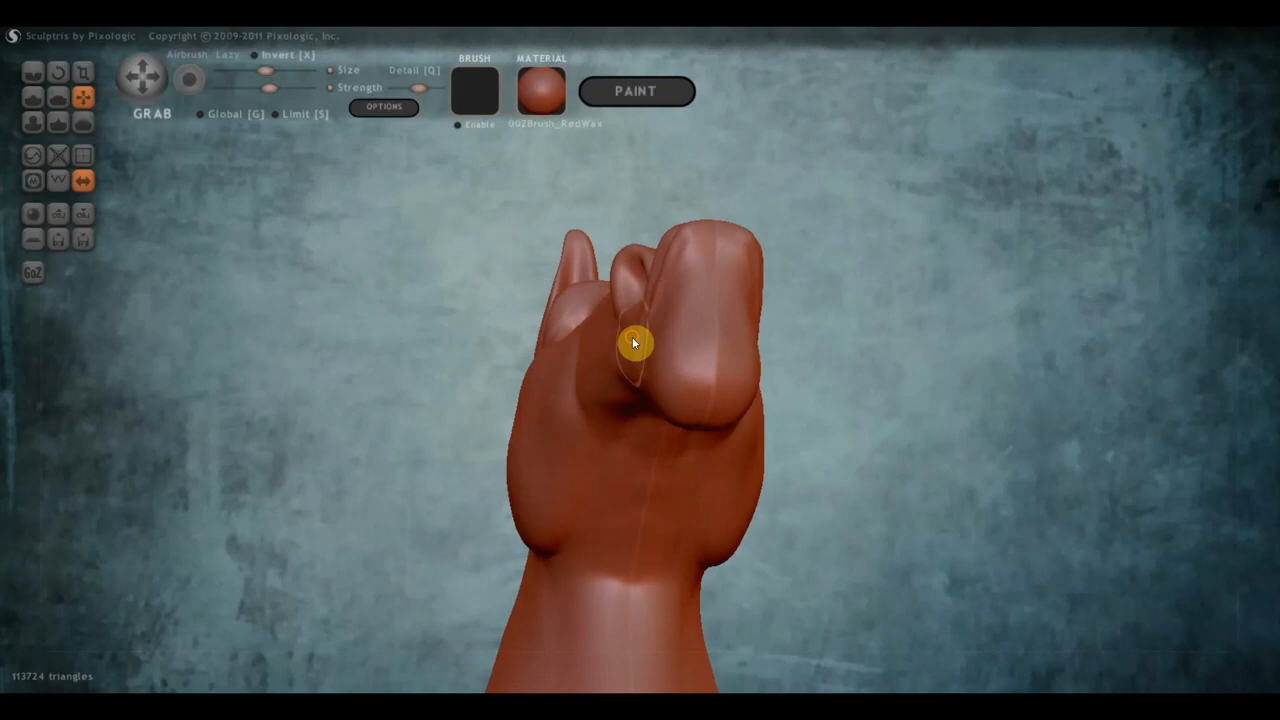 Sculptris by Pixologic Copyright © 2009-2011 Pixologic, Inc.
Airbrush Lazy Invert [X]
BRUSH MATERIAL
Size Detail [Q]
Strength
PAINT
OPTIONS
GRAB Global [G] Limit [S]
Enable 00ZBrush_RedWax
GoZ
113724 triangles